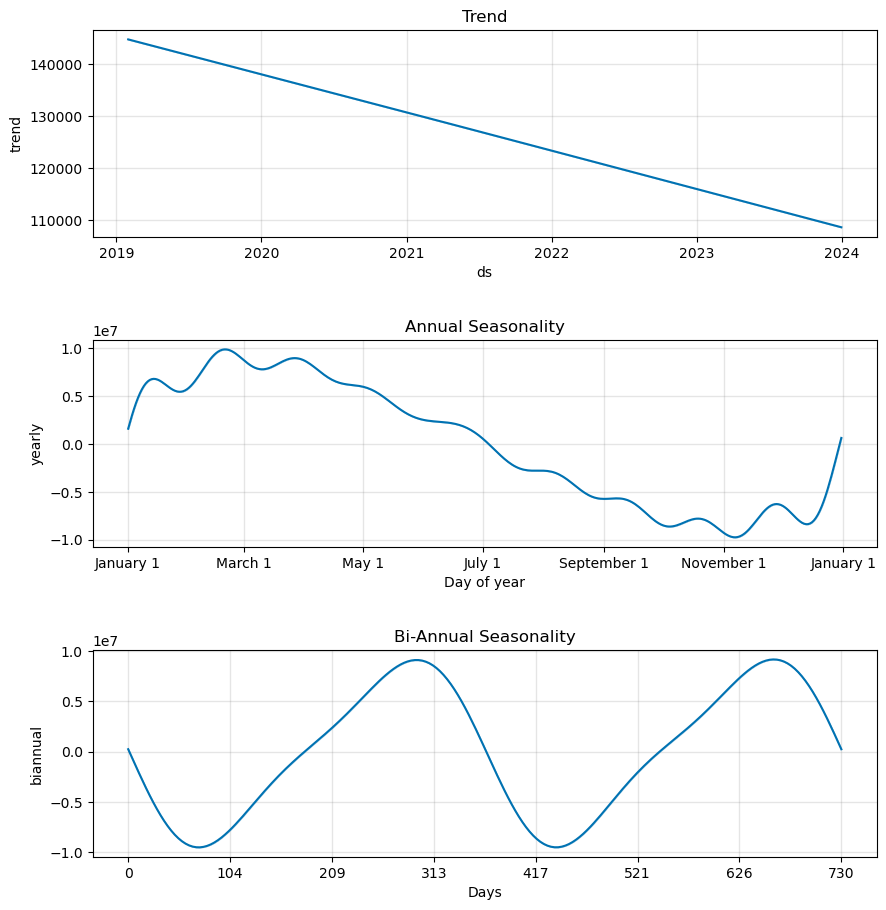 Trend
140000
130000
120000
110000
trend
2019 2020 2021 2022 2023 2024
ds
Annual Seasonality
1e7
1.0
0.5
0.0
−0.5
−1.0
yearly
January 1 March 1 May 1 July 1 September 1 November 1 January 1
Day of year
Bi-Annual Seasonality
1e7
1.0
0.5
0.0
−0.5
−1.0
biannual
0 104 209 313 417 521 626 730
Days